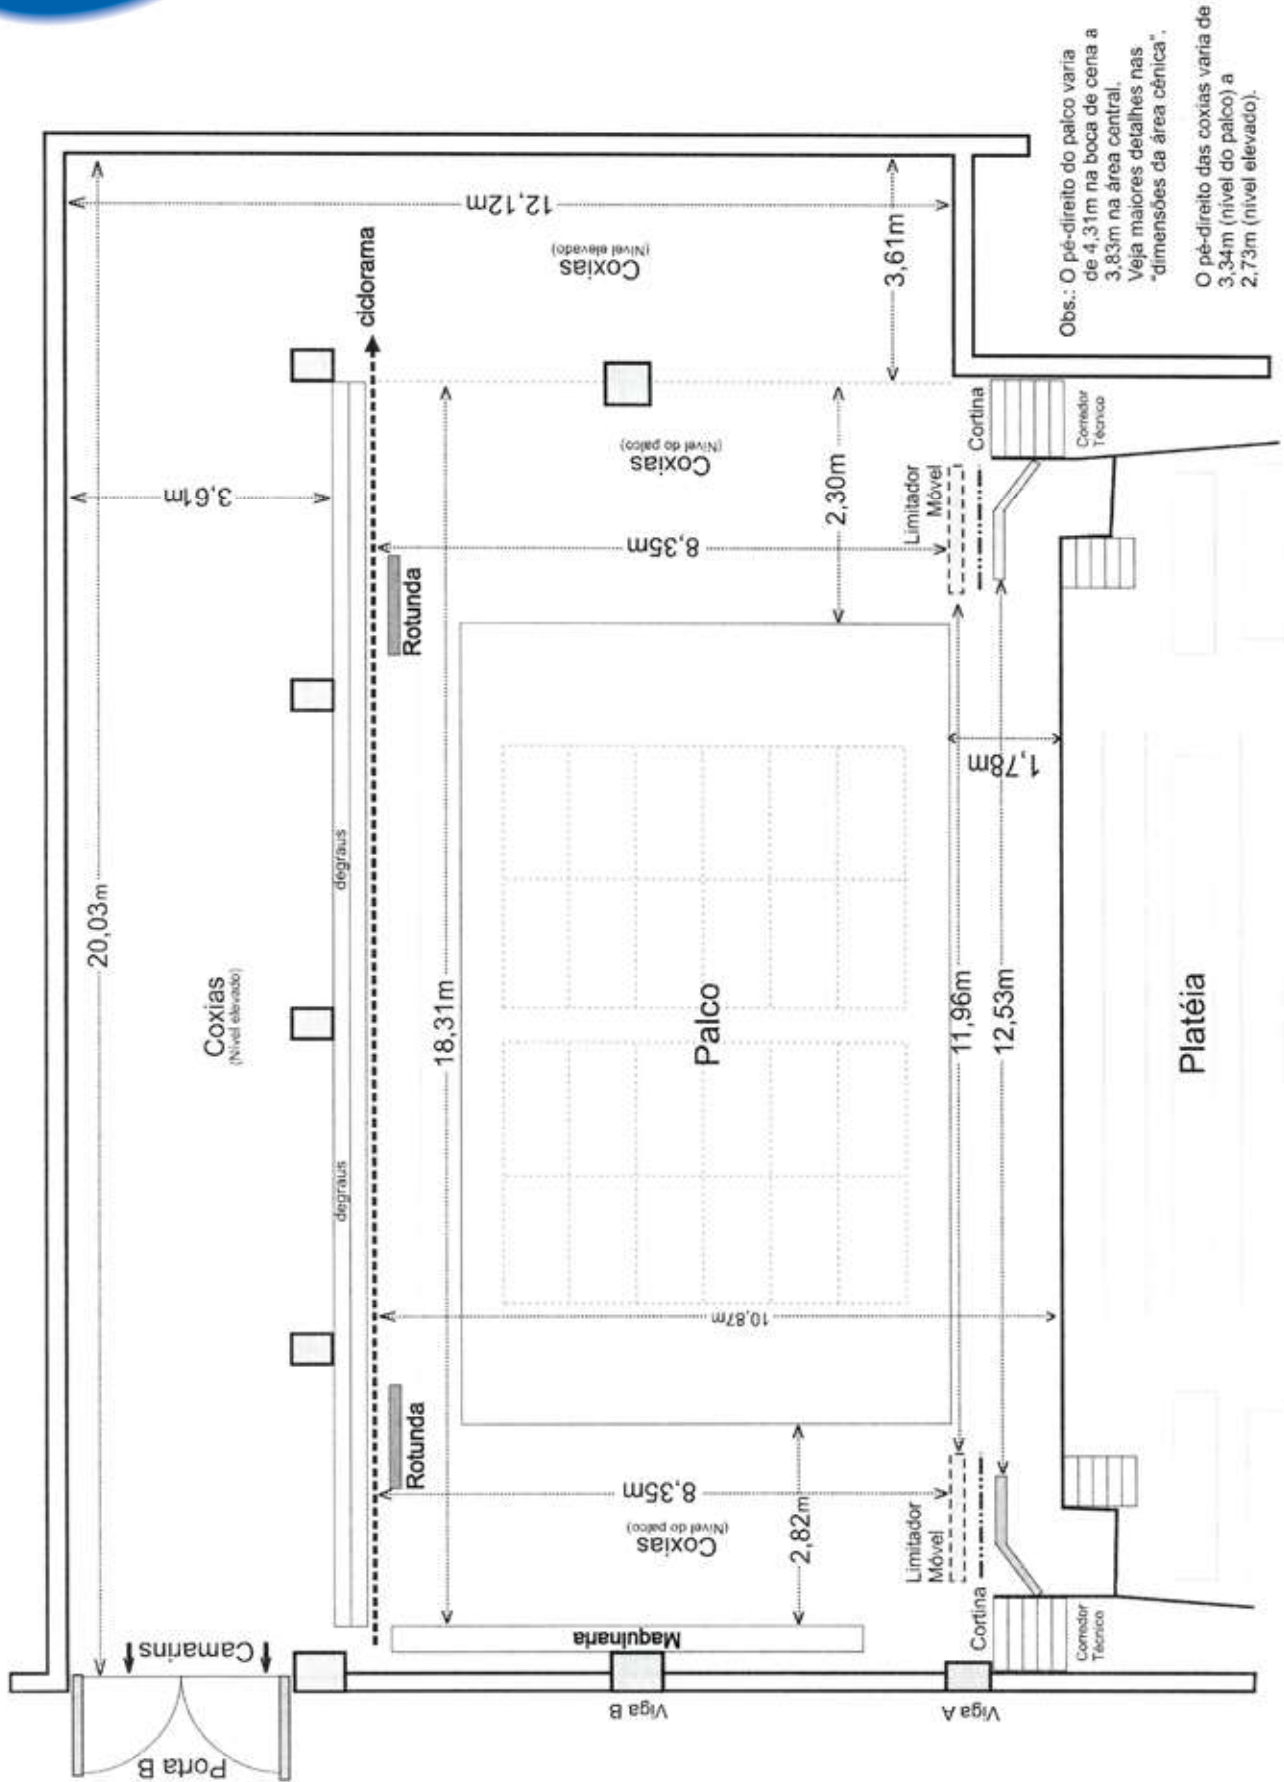 20,03m
12,12m
3,61m
Coxias
(Nível elevado)
Coxias
(Nível elevado)
ciclorama
degraus
degraus
Camarins
Porta B
Rotunda
Rotunda
18,31m
8,35m
8,35m
Coxias
(Nível do palco)
Coxias
(Nível do palco)
Maquinaria
Viga B
Viga A
Palco
10,87m
2,82m
2,30m
3,61m
Limitador
Móvel
Limitador
Móvel
Cortina
Cortina
11,96m
12,53m
1,78m
Corredor
Técnico
Corredor
Técnico
Platéia
Obs.: O pé-direito do palco varia
de 4,31m na boca de cena a
3,83m na área central.
Veja maiores detalhes nas
"dimensões da área cênica".
O pé-direito das coxias varia de
3,34m (nível do palco) a
2,73m (nível elevado).